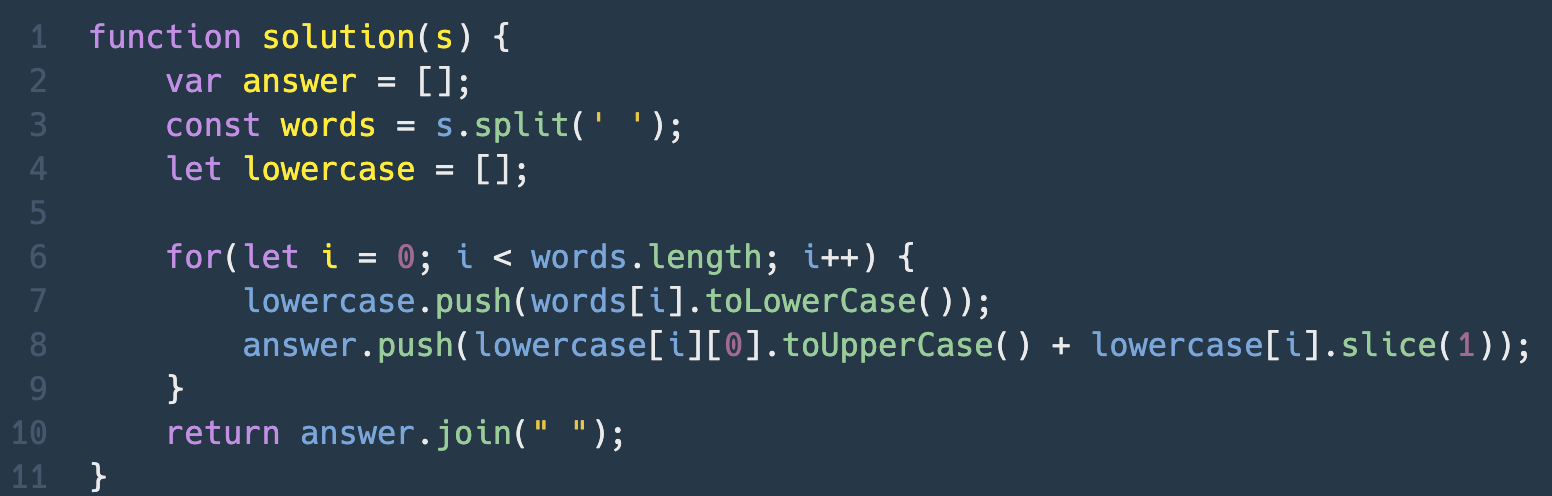 1 function solution(s) {
2     var answer = [];
3     const words = s.split(' ');
4     let lowercase = [];
5
6     for(let i = 0; i < words.length; i++) {
7         lowercase.push(words[i].toLowerCase());
8         answer.push(lowercase[i][0].toUpperCase() + lowercase[i].slice(1));
9     }
10     return answer.join(" ");
11 }